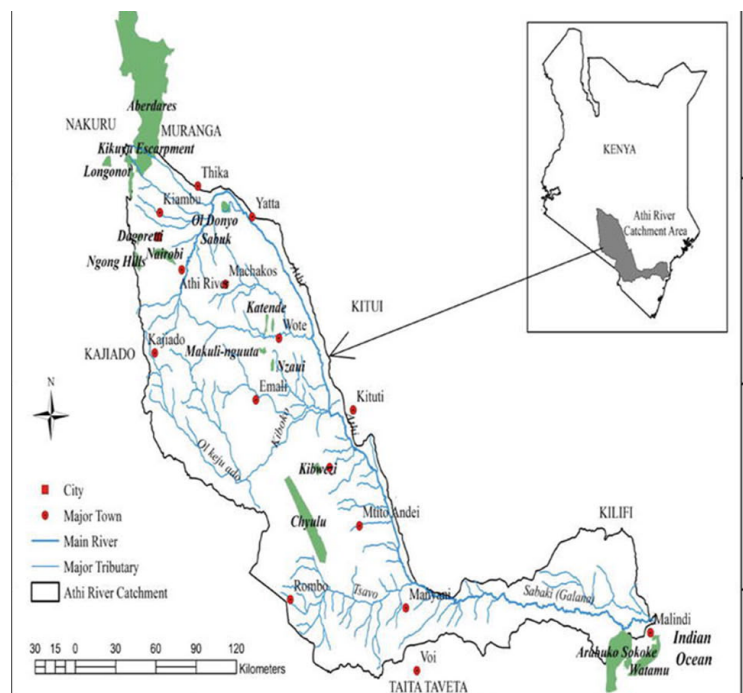 Aberdares
NAKURU
MURANGA
Kikuyu Escarpment
Longonor
Thika
Kiambu
Yatta
Ol Donyo
Sabuk
Dagoretti
Nairobi
Ngong Hills
Athi River
Machakos
Athi
KITUI
Katende
Wote
Kajiado
KAJIADO
Makuli-nguuta
Nzaui
Emali
Kituti
Athi
Kiboko
Ol keju ado
Kibwezi
Chyulu
Mtito Andei
KILIFI
Rombo
Tsavo
Manyani
Sabaki (Galana)
Malindi
Indian
Ocean
Arabuko Sokoke
Watamu
Voi
TAITA TAVETA
KENYA
Athi River
Catchment Area
N
City
Major Town
Main River
Major Tributary
Athi River Catchment
30 15 0 30 60 90 120
Kilometers